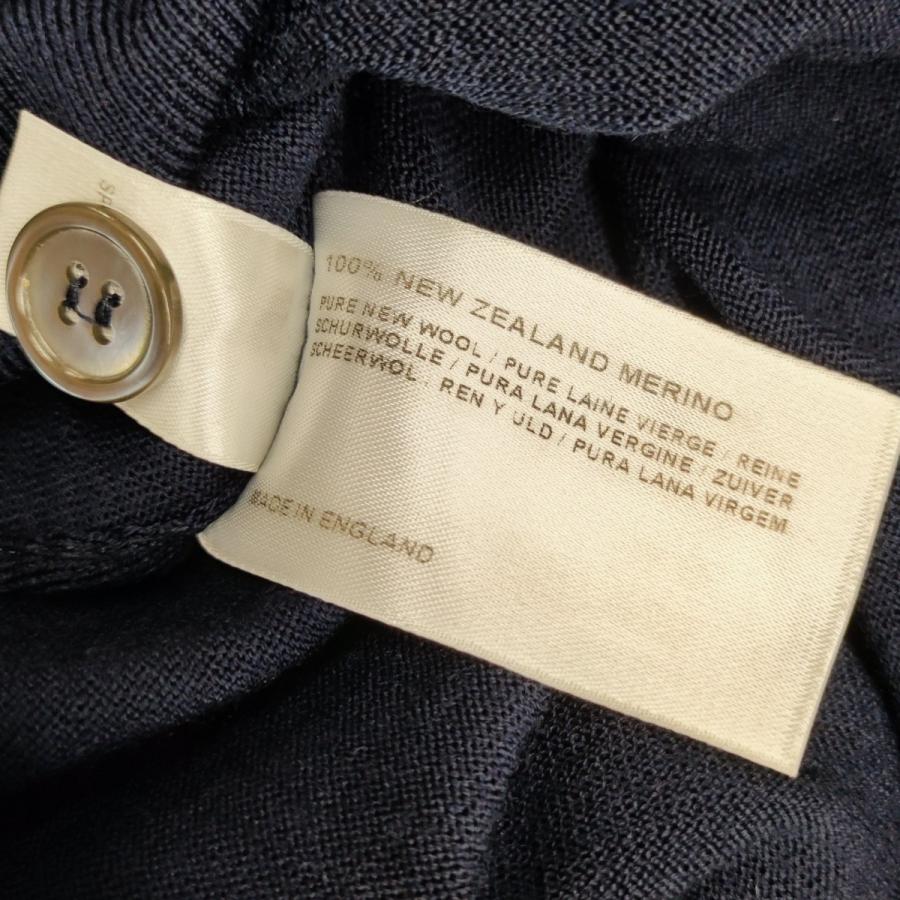 SP
100% NEW ZEALAND MERINO
PURE NEW WOOL / PURE LAINE VIERGE / REINE
SCHURWOLLE / PURA LANA VERGINE / ZUIVER
SCHEERWOL / REN Y ULD / PURA LANA VIRGEM
MADE IN ENGLAND